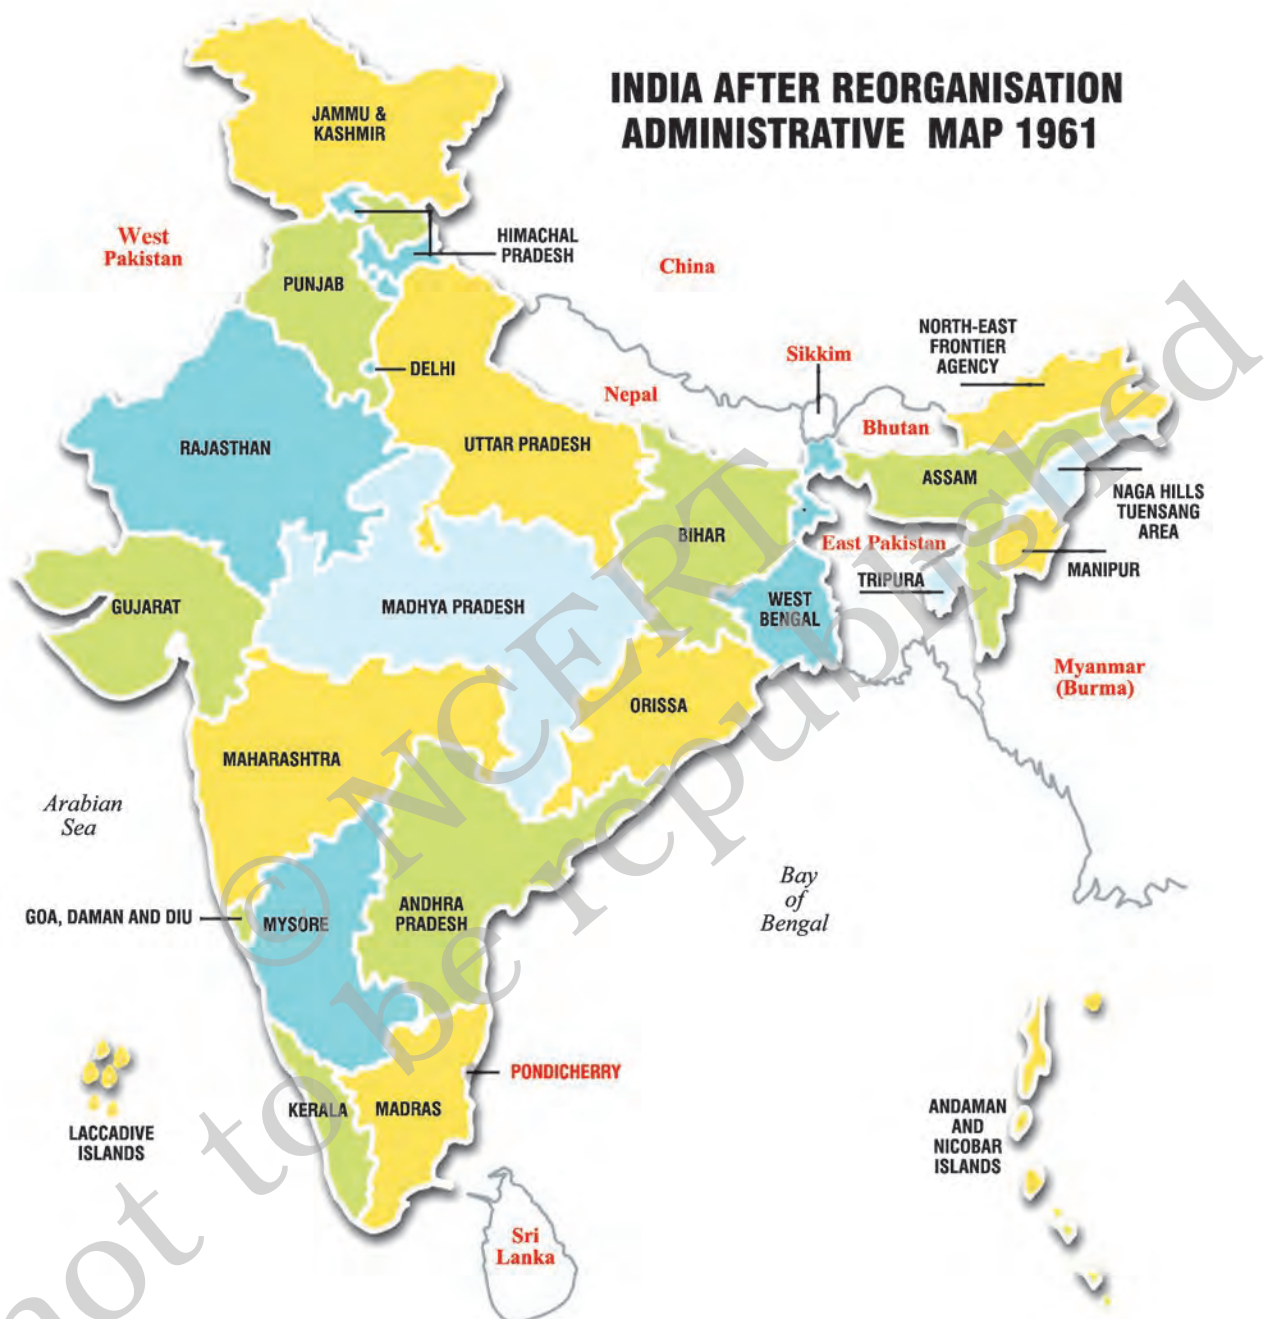 INDIA AFTER REORGANISATION
ADMINISTRATIVE MAP 1961
JAMMU &
KASHMIR
West
Pakistan
HIMACHAL
PRADESH
China
PUNJAB
NORTH-EAST
FRONTIER
AGENCY
Sikkim
DELHI
Nepal
Bhutan
RAJASTHAN
UTTAR PRADESH
ASSAM
NAGA HILLS
TUENSANG
AREA
BIHAR
East Pakistan
MANIPUR
TRIPURA
GUJARAT
MADHYA PRADESH
WEST
BENGAL
Myanmar
(Burma)
ORISSA
MAHARASHTRA
Arabian
Sea
Bay
of
Bengal
ANDHRA
PRADESH
GOA, DAMAN AND DIU
MYSORE
PONDICHERRY
KERALA
MADRAS
LACCADIVE
ISLANDS
ANDAMAN
AND
NICOBAR
ISLANDS
Sri
Lanka
© NCERT
not to be republished